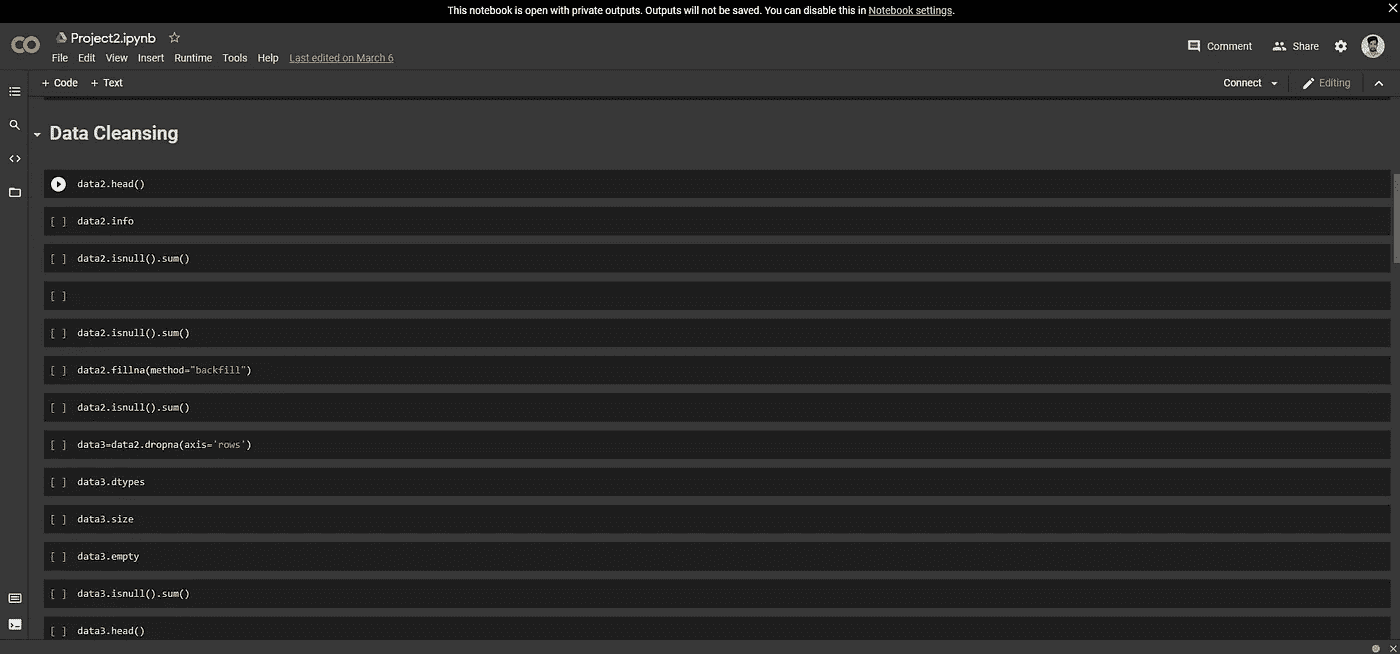 This notebook is open with private outputs. Outputs will not be saved. You can disable this in Notebook settings.
CO
Project2.ipynb
File Edit View Insert Runtime Tools Help Last edited on March 6
Comment Share
+ Code + Text
Connect Editing
Data Cleansing
data2.head()
[ ] data2.info
[ ] data2.isnull().sum()
[ ]
[ ] data2.isnull().sum()
[ ] data2.fillna(method="backfill")
[ ] data2.isnull().sum()
[ ] data3=data2.dropna(axis='rows')
[ ] data3.dtypes
[ ] data3.size
[ ] data3.empty
[ ] data3.isnull().sum()
[ ] data3.head()